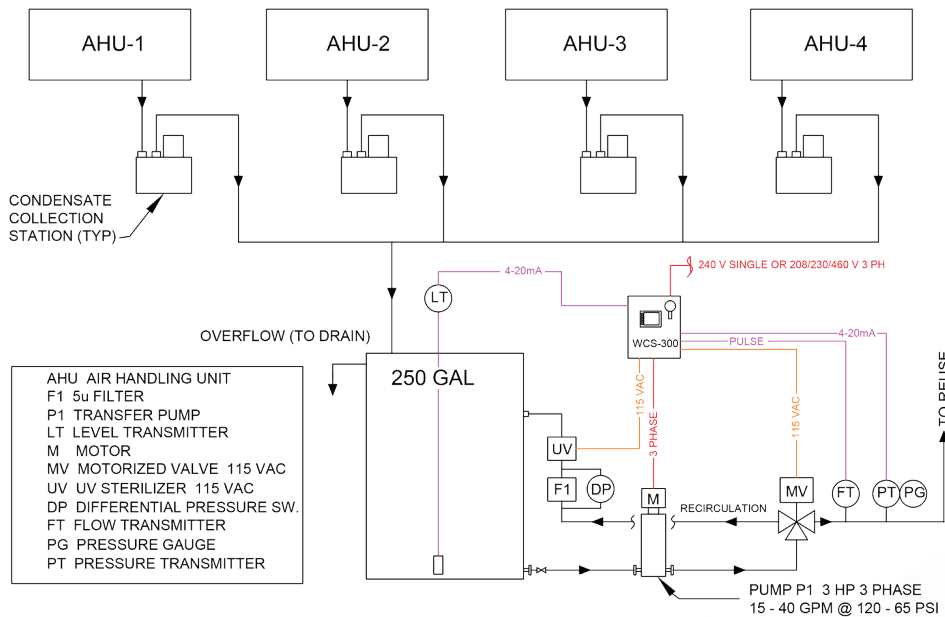 AHU-1
AHU-2
AHU-3
AHU-4
CONDENSATE
COLLECTION
STATION (TYP)
4-20mA
240 V SINGLE OR 208/230/460 V 3 PH
LT
WCS-300
4-20mA
PULSE
OVERFLOW (TO DRAIN)
250 GAL
115 VAC
3 PHASE
115 VAC
TO REUSE
AHU AIR HANDLING UNIT
F1 5u FILTER
P1 TRANSFER PUMP
LT LEVEL TRANSMITTER
M MOTOR
MV MOTORIZED VALVE 115 VAC
UV UV STERILIZER 115 VAC
DP DIFFERENTIAL PRESSURE SW.
FT FLOW TRANSMITTER
PG PRESSURE GAUGE
PT PRESSURE TRANSMITTER
UV
F1
DP
M
RECIRCULATION
MV
FT
PT
PG
PUMP P1 3 HP 3 PHASE
15 - 40 GPM @ 120 - 65 PSI